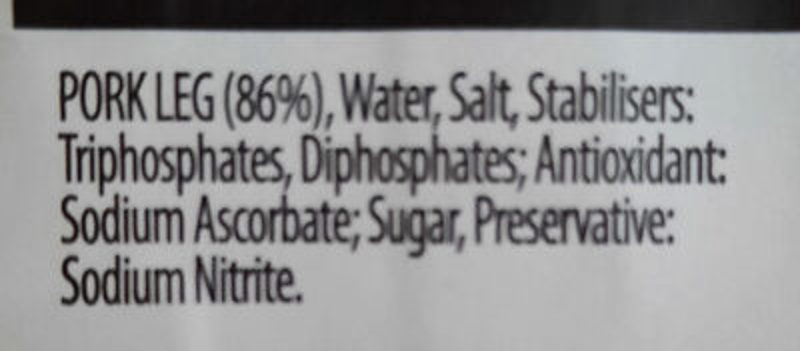 PORK LEG (86%), Water, Salt, Stabilisers:
Triphosphates, Diphosphates; Antioxidant:
Sodium Ascorbate; Sugar, Preservative:
Sodium Nitrite.